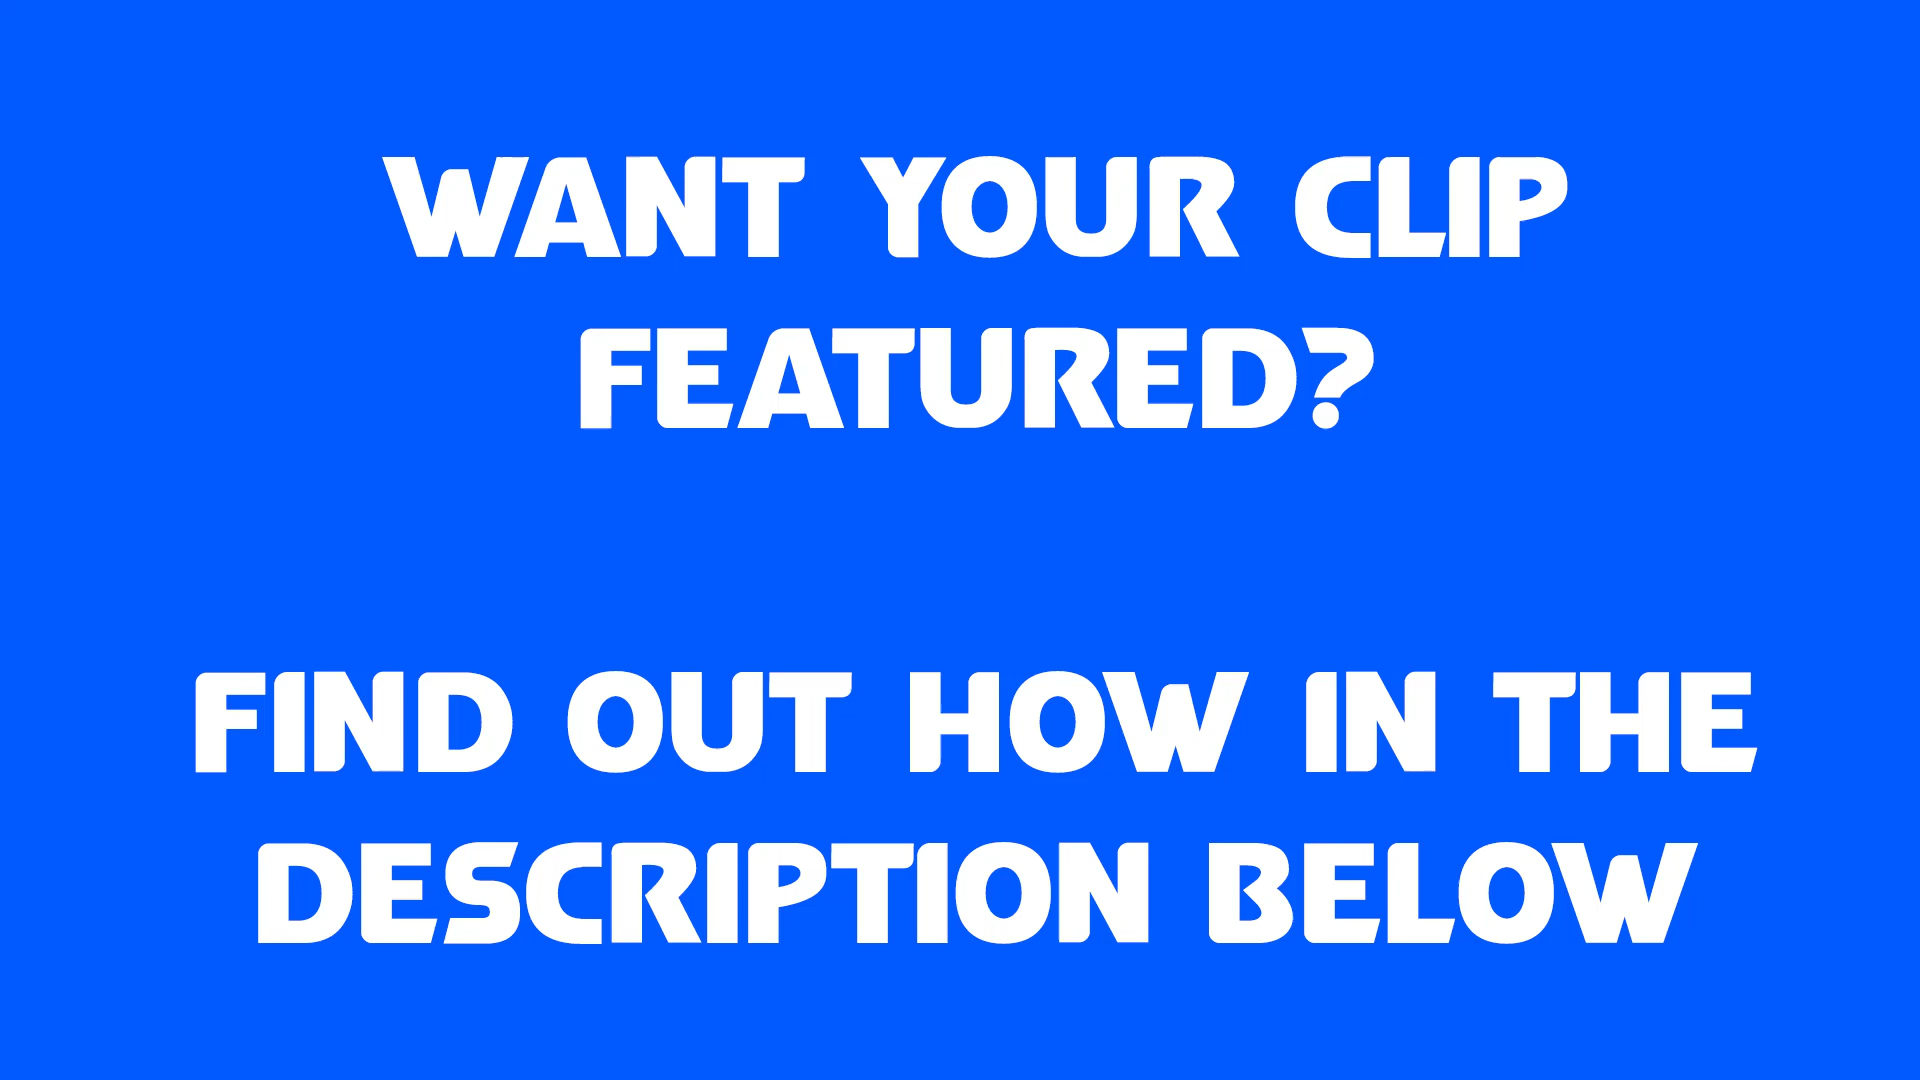 WANT YOUR CLIP
FEATURED?
FIND OUT HOW IN THE
DESCRIPTION BELOW